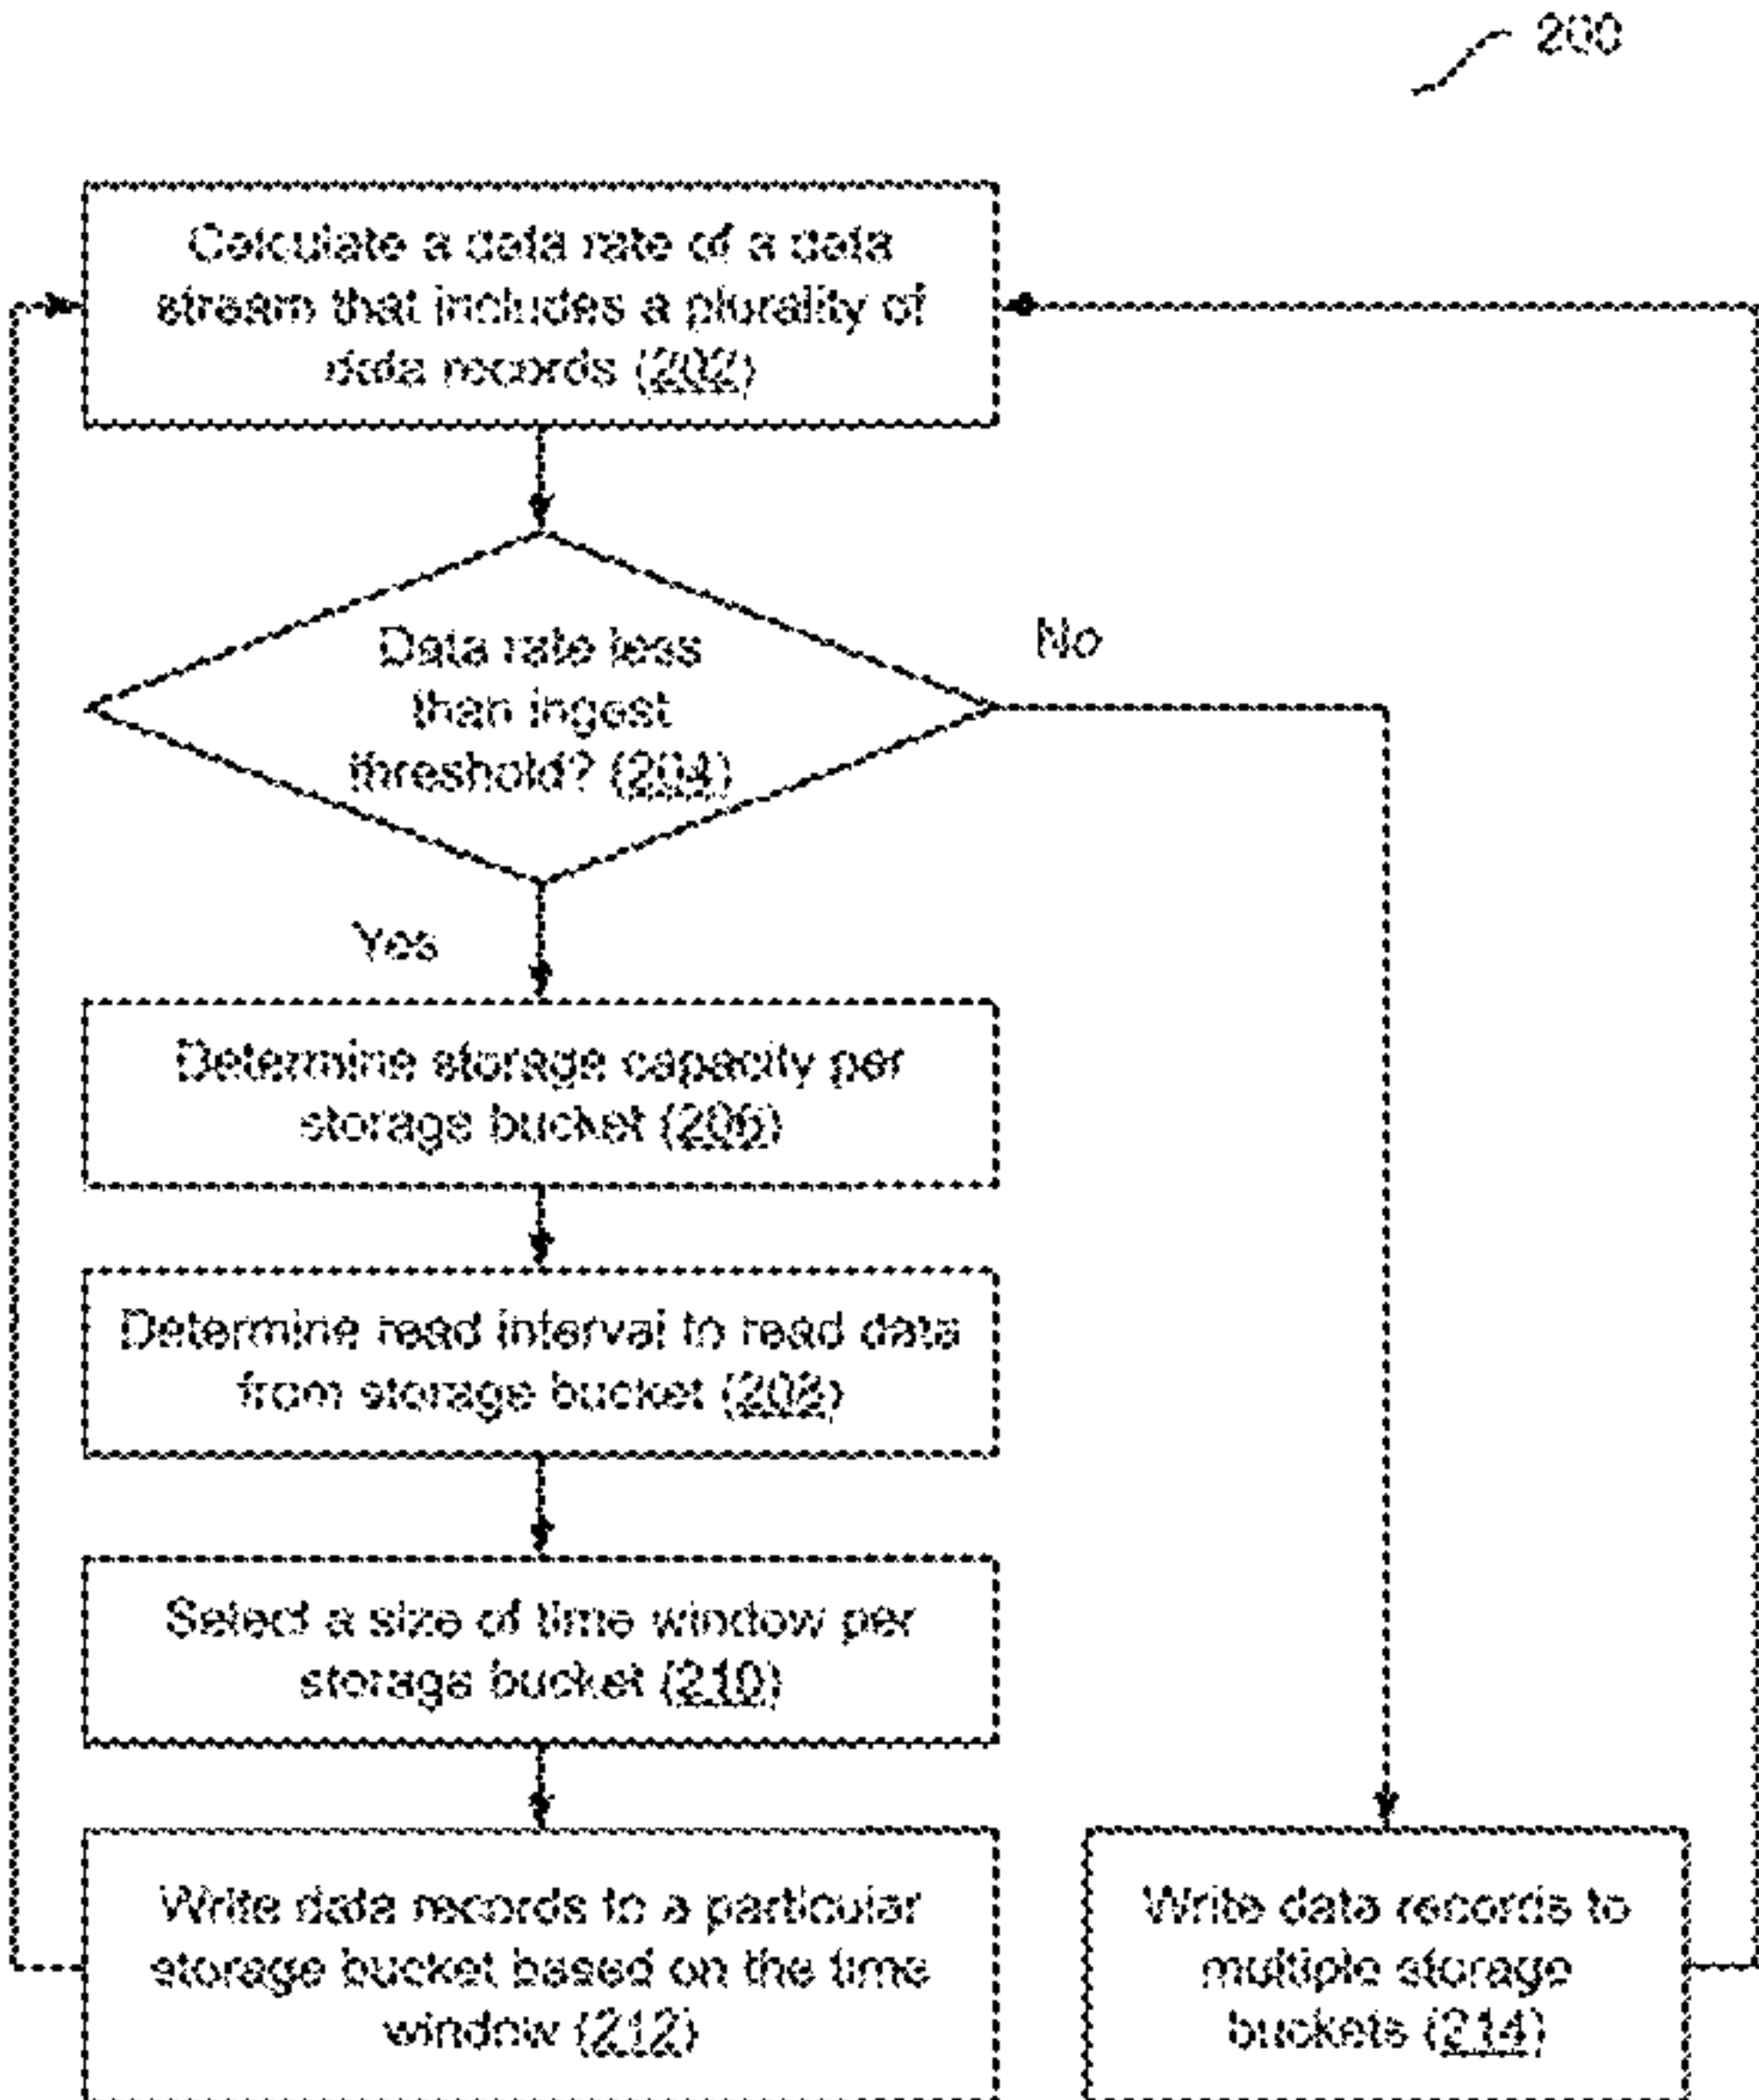 200
Calculate a data rate of a data
stream that includes a plurality of
data records (202)
Data rate less
than ingest
threshold? (204)
No
Yes
Determine storage capacity per
storage bucket (206)
Determine read interval to read data
from storage bucket (208)
Select a size of time window per
storage bucket (210)
Write data records to a particular
storage bucket based on the time
window (212)
Write data records to
multiple storage
buckets (214)